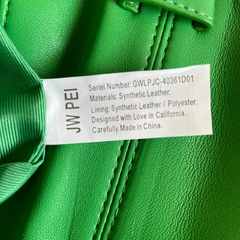 JW PEI
Seriel Number: GWLPJC-40361D01
Materials: Synthetic Leather.
Lining: Synthetic Leather / Polyester.
Designed with Love in California.
Carefully Made in China.